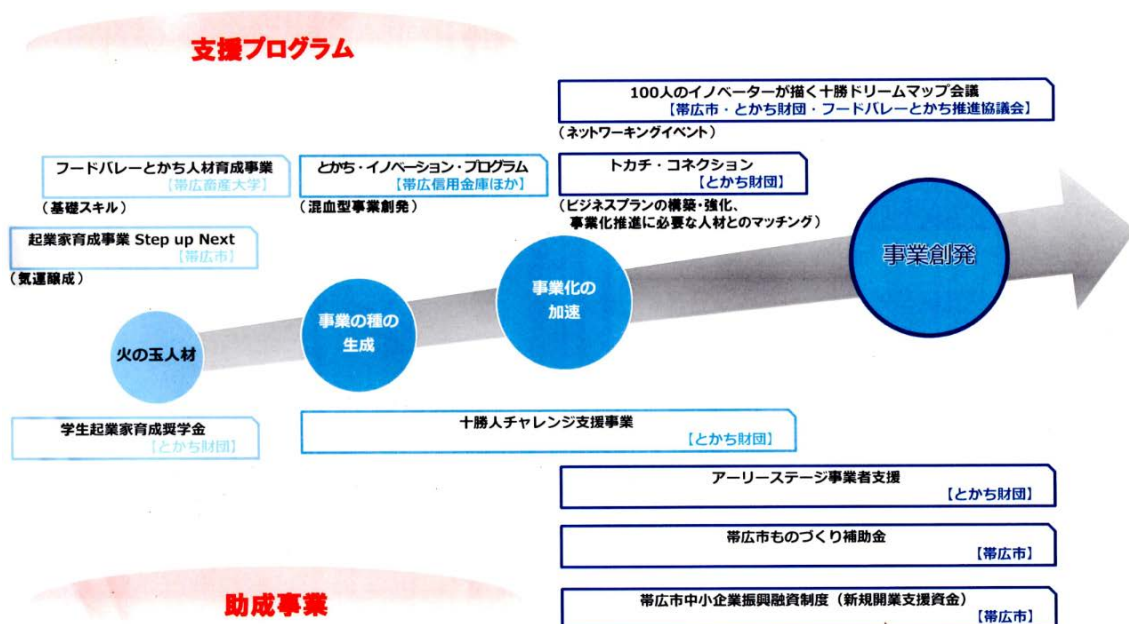 支援プログラム
100人のイノベーターが描く十勝ドリームマップ会議
【帯広市・とかち財団・フードバレーとかち推進協議会】
（ネットワーキングイベント）
フードバレーとかち人材育成事業
【帯広畜産大学】
（基礎スキル）
とかち・イノベーション・プログラム
【帯広信用金庫ほか】
（混血型事業創発）
トカチ・コネクション
【とかち財団】
（ビジネスプランの構築・強化、
事業化推進に必要な人材とのマッチング）
起業家育成事業 Step up Next
【帯広市】
（気運醸成）
火の玉人材
事業の種の
生成
事業化の
加速
事業創発
学生起業家育成奨学金
【とかち財団】
十勝人チャレンジ支援事業
【とかち財団】
アーリーステージ事業者支援
【とかち財団】
帯広市ものづくり補助金
【帯広市】
助成事業
帯広市中小企業振興融資制度（新規開業支援資金）
【帯広市】